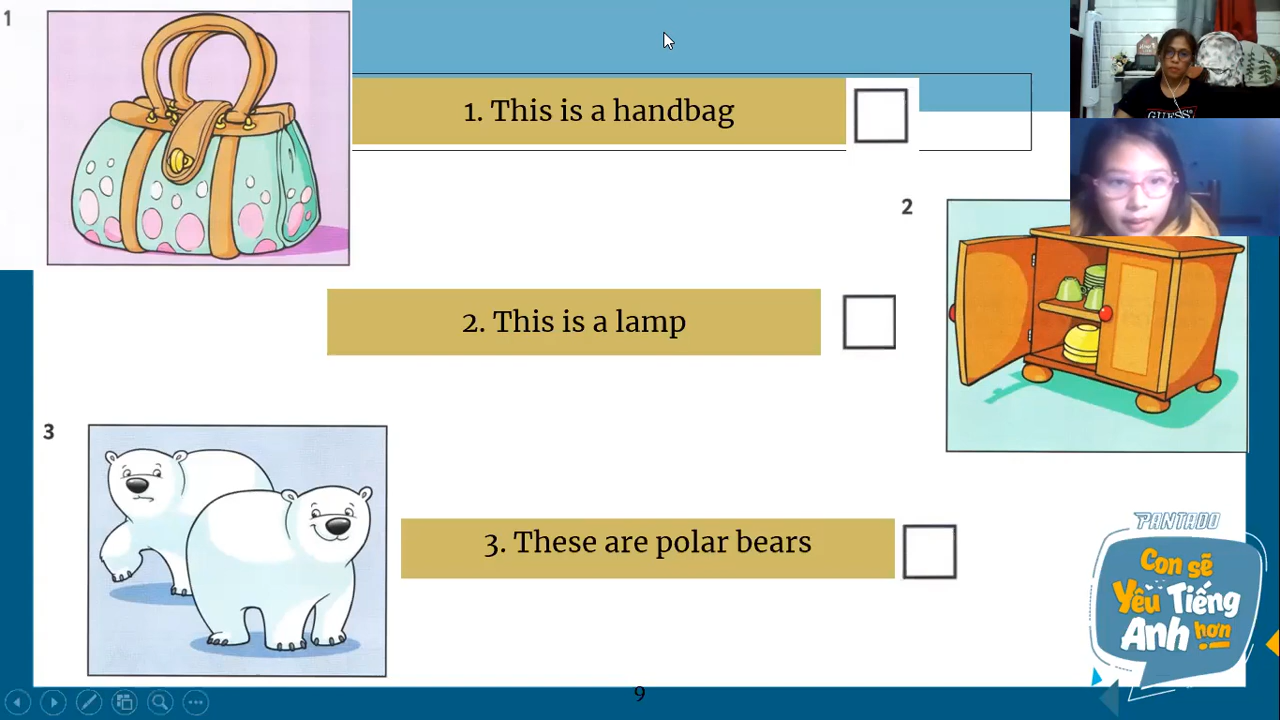 1
1. This is a handbag
GUESS
2
2. This is a lamp
3
3. These are polar bears
PANTADO
Con sẽ
Yêu Tiếng
Anh hơn
9